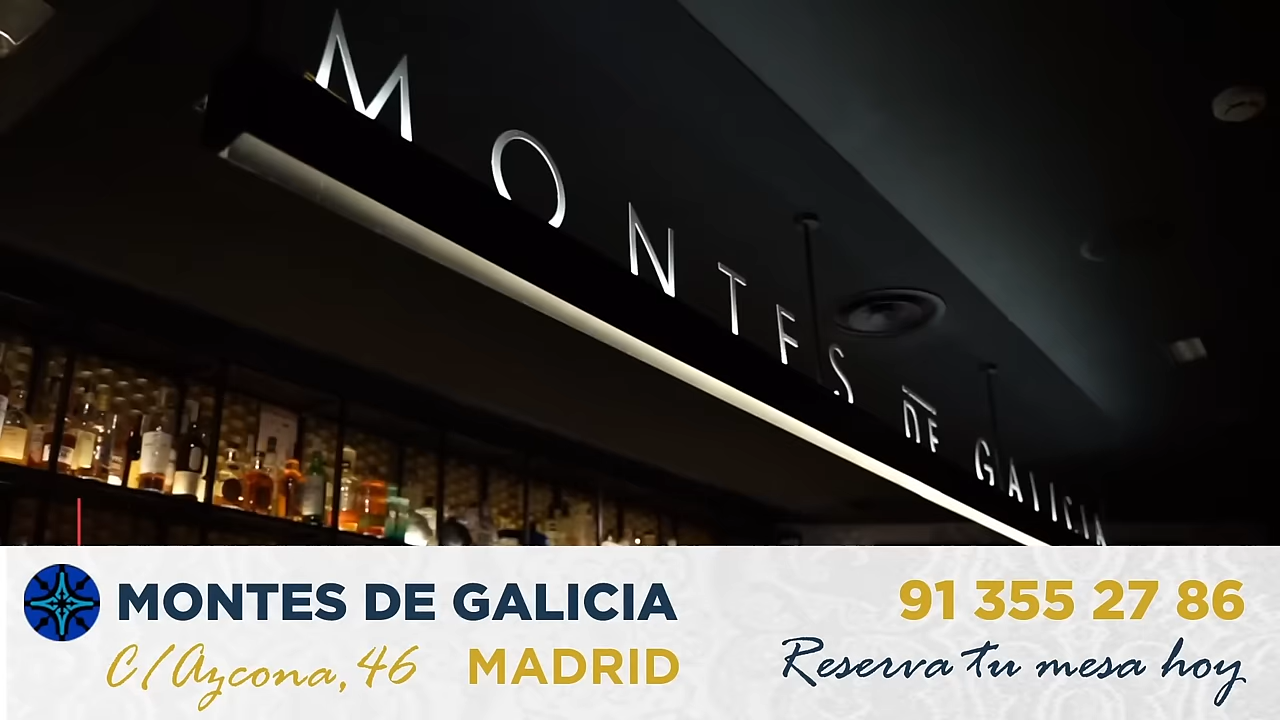 MONTES DE GALICIA
MONTES DE GALICIA
91 355 27 86
C/Azcona, 46 MADRID
Reserva tu mesa hoy